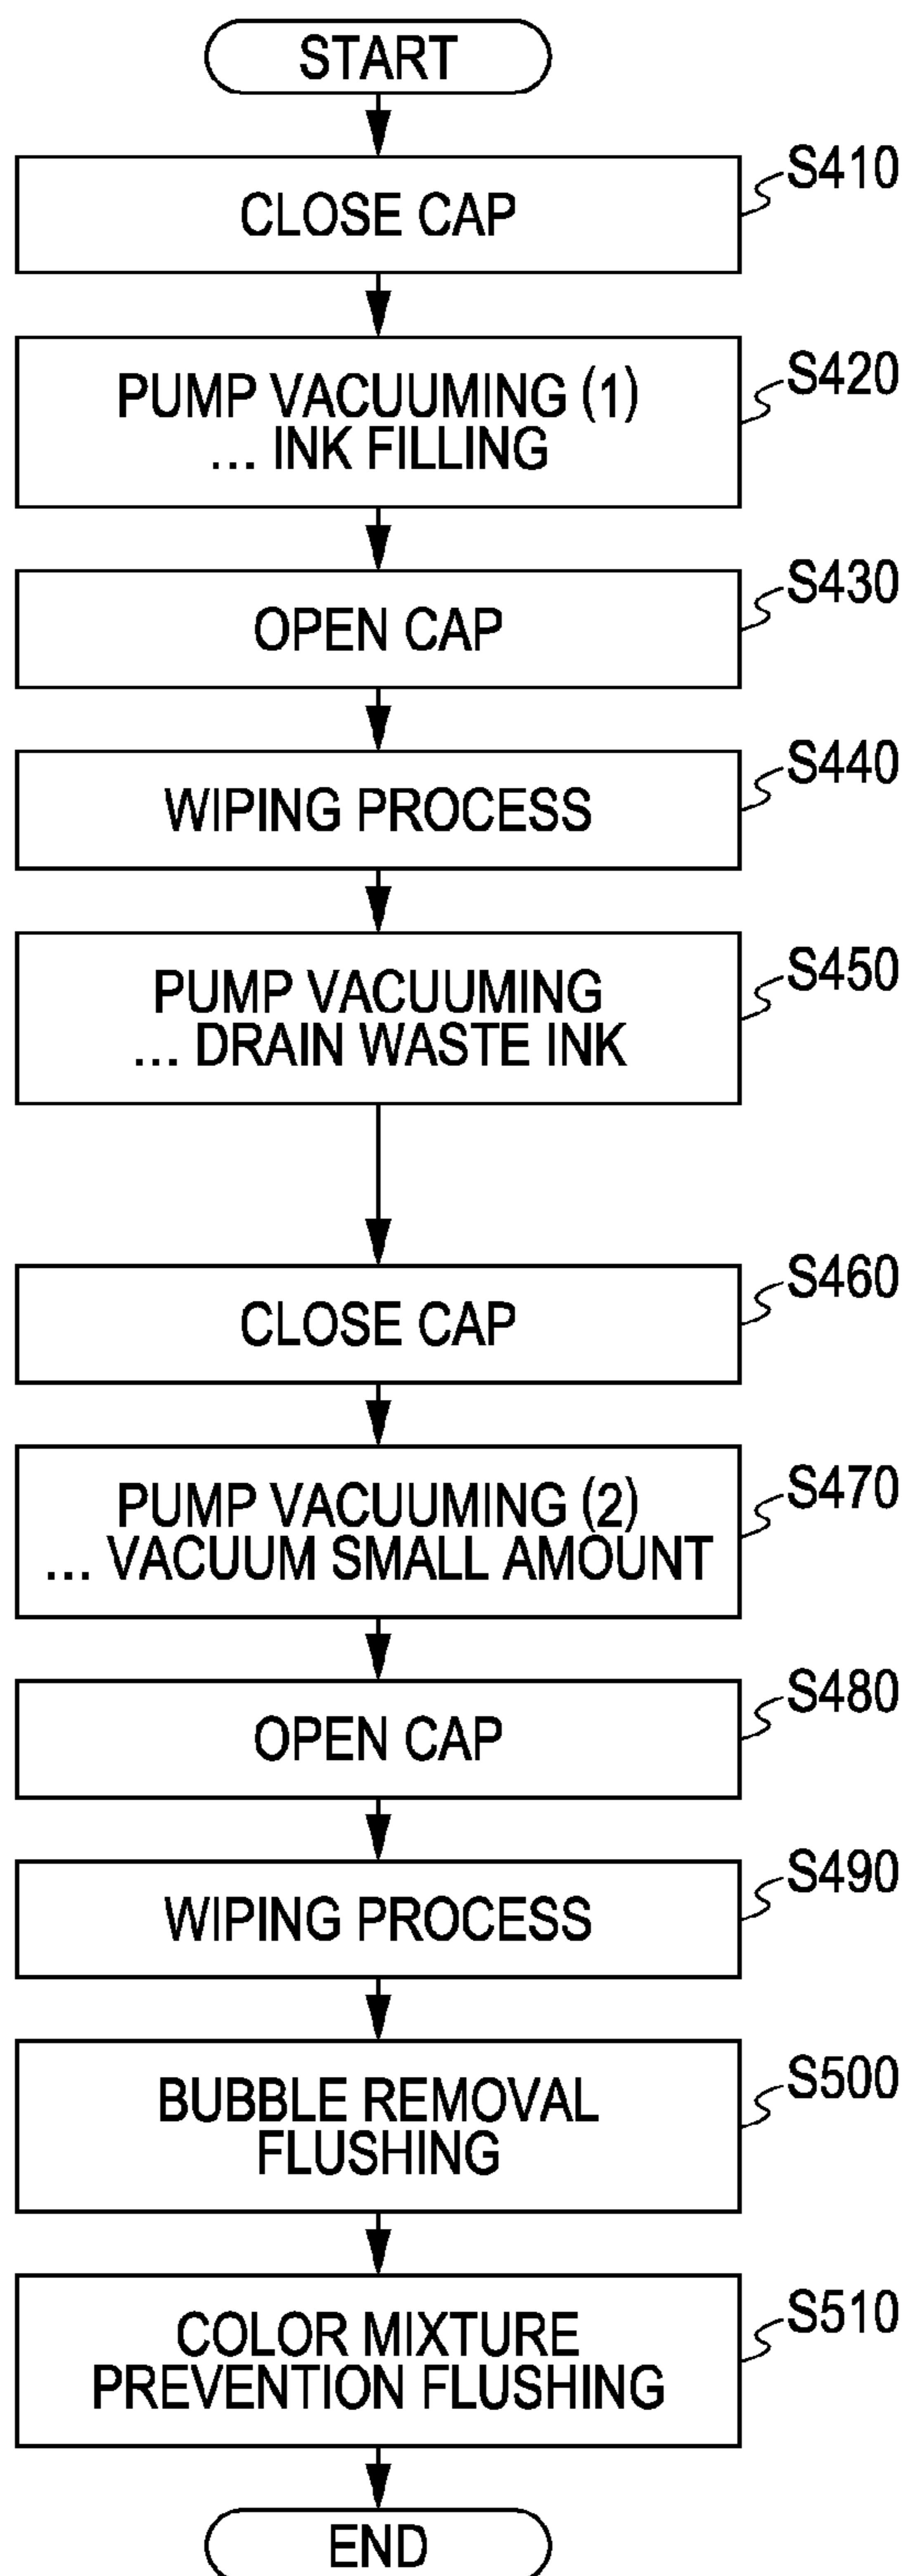 START
CLOSE CAP
S410
PUMP VACUUMING (1)
... INK FILLING
S420
OPEN CAP
S430
WIPING PROCESS
S440
PUMP VACUUMING
... DRAIN WASTE INK
S450
CLOSE CAP
S460
PUMP VACUUMING (2)
... VACUUM SMALL AMOUNT
S470
OPEN CAP
S480
WIPING PROCESS
S490
BUBBLE REMOVAL
FLUSHING
S500
COLOR MIXTURE
PREVENTION FLUSHING
S510
END